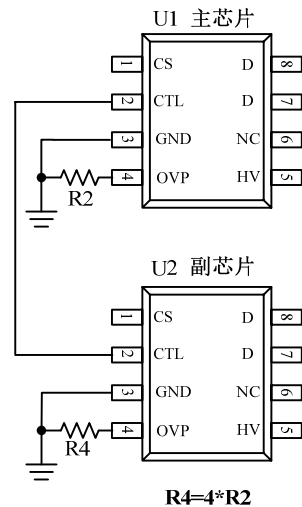 U1 主芯片
1 CS D 8
2 CTL D 7
3 GND NC 6
4 OVP HV 5
R2
U2 副芯片
1 CS D 8
2 CTL D 7
3 GND NC 6
4 OVP HV 5
R4
R4=4*R2